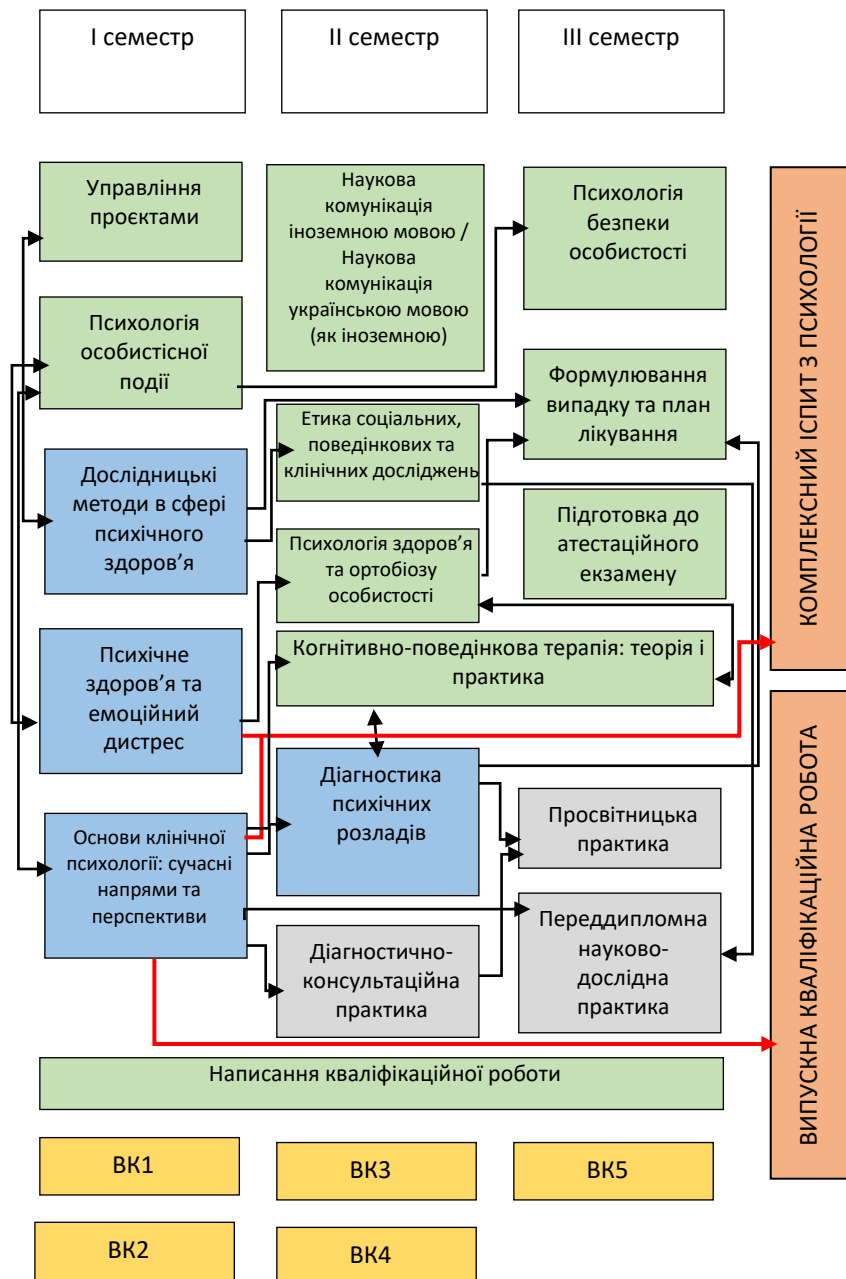 І семестр
ІІ семестр
ІІІ семестр
Управління
проєктами
Наукова
комунікація
іноземною мовою /
Наукова
комунікація
українською мовою
(як іноземною)
Психологія
безпеки
особистості
Психологія
особистісної
події
Формулювання
випадку та план
лікування
Етика соціальних,
поведінкових та
клінічних досліджень
Дослідницькі
методи в сфері
психічного
здоров’я
Підготовка до
атестаційного
екзамену
Психологія здоров’я
та ортобіозу
особистості
Когнітивно-поведінкова терапія: теорія і
практика
Психічне
здоров’я та
емоційний
дистрес
Діагностика
психічних
розладів
Просвітницька
практика
Основи клінічної
психології: сучасні
напрями та
перспективи
Переддипломна
науково-
дослідна
практика
Діагностично-
консультаційна
практика
Написання кваліфікаційної роботи
ВК1
ВК3
ВК5
ВК2
ВК4
КОМПЛЕКСНИЙ ІСПИТ З ПСИХОЛОГІЇ
ВИПУСКНА КВАЛІФІКАЦІЙНА РОБОТА